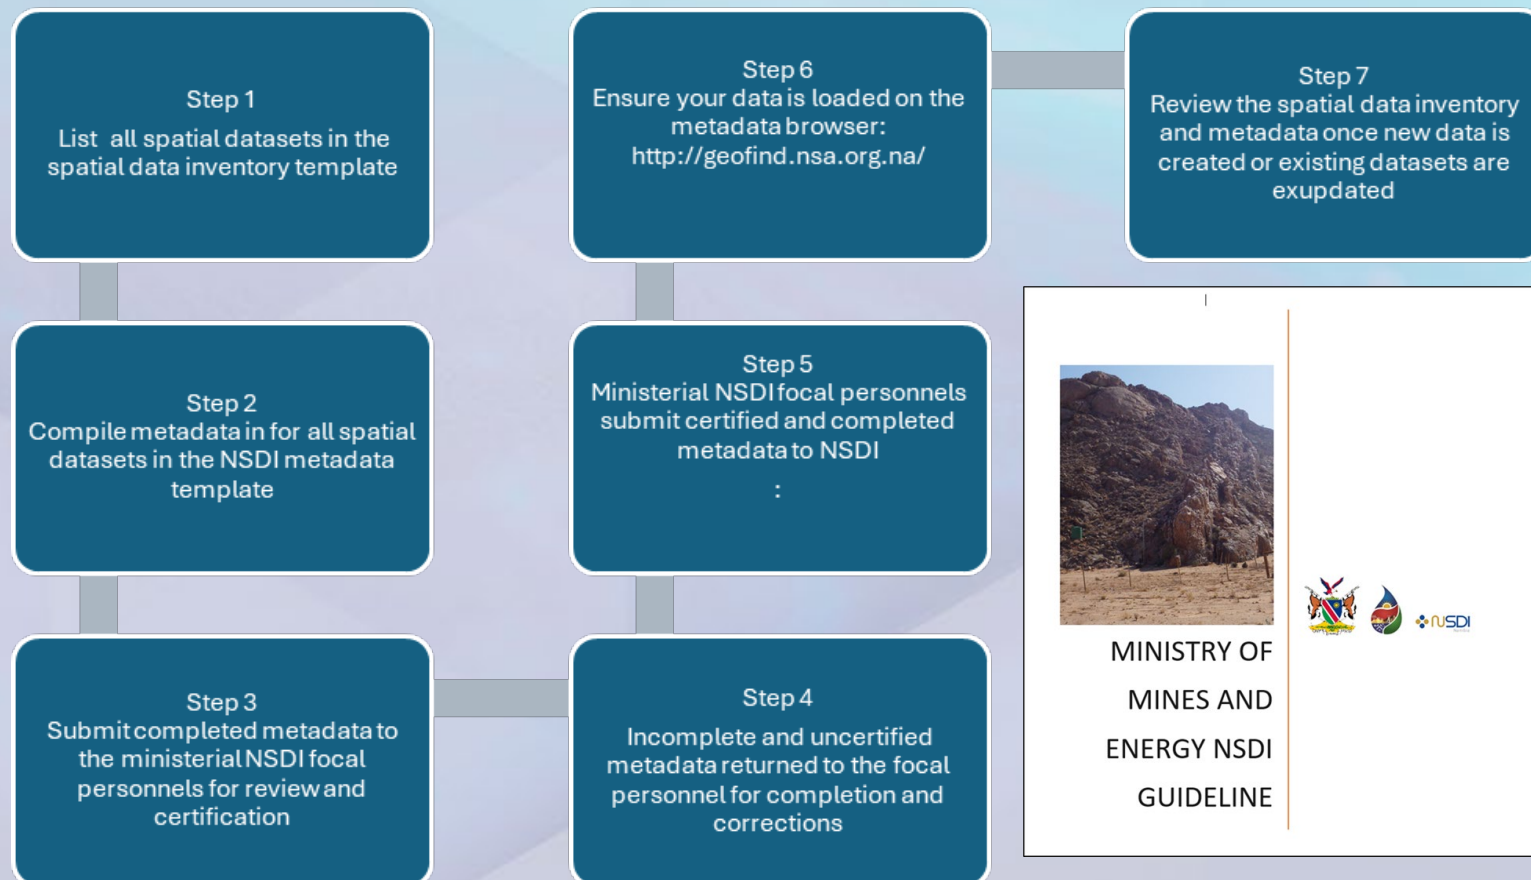 Step 1
List all spatial datasets in the
spatial data inventory template
Step 2
Compile metadata in for all spatial
datasets in the NSDI metadata
template
Step 3
Submit completed metadata to
the ministerial NSDI focal
personnels for review and
certification
Step 4
Incomplete and uncertified
metadata returned to the focal
personnel for completion and
corrections
Step 5
Ministerial NSDI focal personnels
submit certified and completed
metadata to NSDI
:
Step 6
Ensure your data is loaded on the
metadata browser:
http://geofind.nsa.org.na/
Step 7
Review the spatial data inventory
and metadata once new data is
created or existing datasets are
exupdated
NSDI
MINISTRY OF
MINES AND
ENERGY NSDI
GUIDELINE